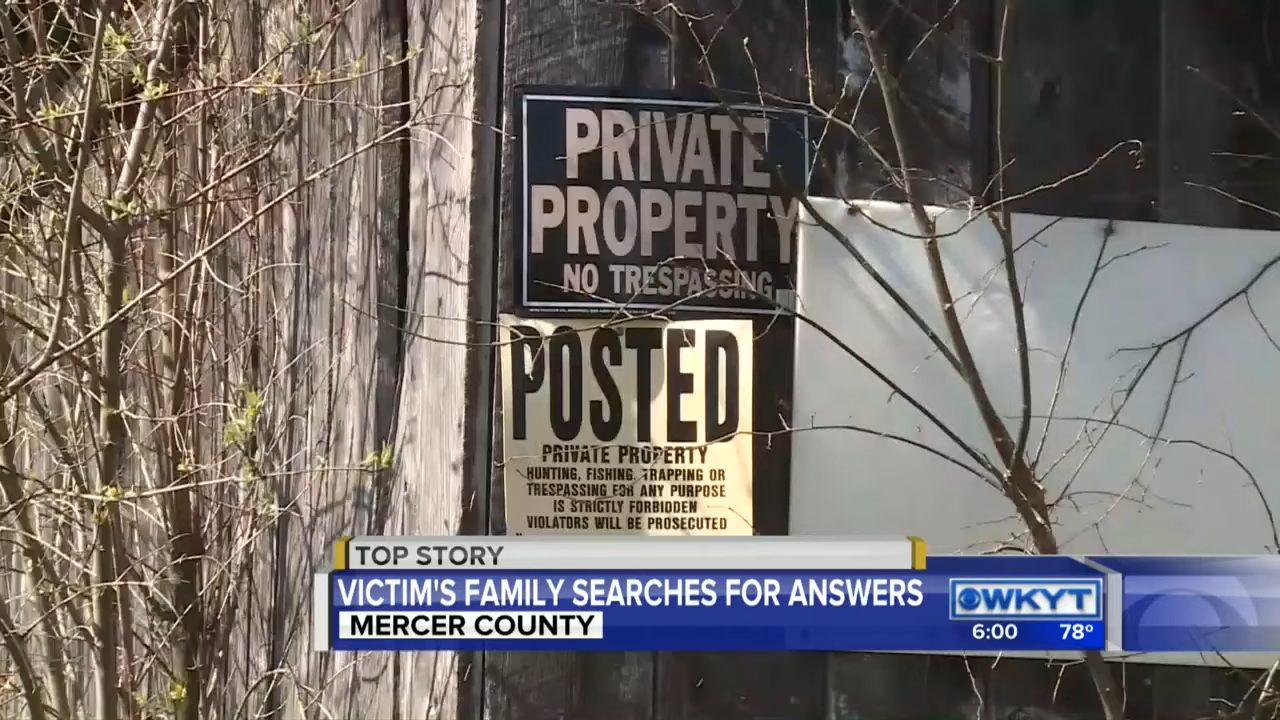 PRIVATE
PROPERTY
NO TRESPASSING
POSTED
PRIVATE PROPERTY
HUNTING, FISHING, TRAPPING OR
TRESPASSING FOR ANY PURPOSE
IS STRICTLY FORBIDDEN
VIOLATORS WILL BE PROSECUTED
TOP STORY
VICTIM'S FAMILY SEARCHES FOR ANSWERS
MERCER COUNTY
WKYT
6:00 78°